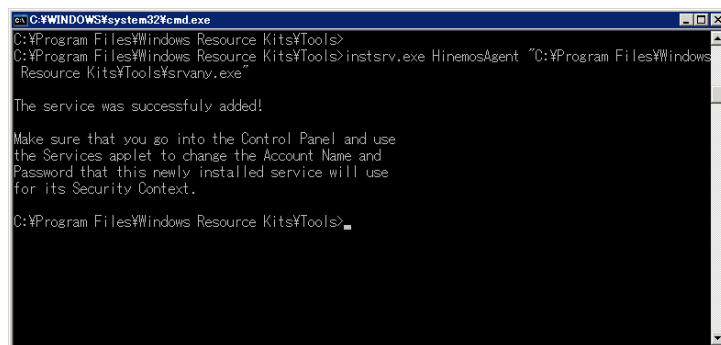 C:¥WINDOWS¥system32¥cmd.exe
C:¥Program Files¥Windows Resource Kits¥Tools>
C:¥Program Files¥Windows Resource Kits¥Tools>instsrv.exe HinemosAgent "C:¥Program Files¥Windows
Resource Kits¥Tools¥srvany.exe"
The service was successfuly added!
Make sure that you go into the Control Panel and use
the Services applet to change the Account Name and
Password that this newly installed service will use
for its Security Context.
C:¥Program Files¥Windows Resource Kits¥Tools>